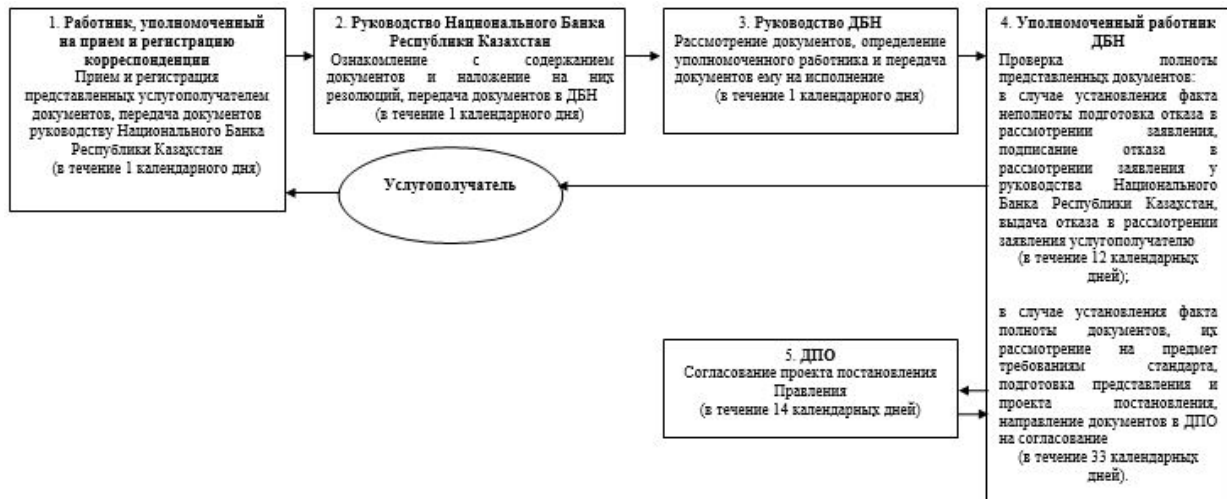 1. Работник, уполномоченный
на прием и регистрацию
корреспонденции
Прием и регистрация
представленных услугополучателем
документов, передача документов
руководству Национального Банка
Республики Казахстан
(в течение 1 календарного дня)
2. Руководство Национального Банка
Республики Казахстан
Ознакомление с содержанием
документов и наложение на них
резолюций, передача документов в ДБН
(в течение 1 календарного дня)
3. Руководство ДБН
Рассмотрение документов, определение
уполномоченного работника и передача
документов ему на исполнение
(в течение 1 календарного дня)
4. Уполномоченный работник
ДБН
Проверка полноты
представленных документов:
в случае установления факта
неполноты подготовка отказа в
рассмотрении заявления,
подписание отказа в
рассмотрении заявления у
руководства Национального
Банка Республики Казахстан,
выдача отказа в рассмотрении
заявления услугополучателю
(в течение 12 календарных
дней);
в случае установления факта
полноты документов, их
рассмотрение на предмет
требованиям стандарта,
подготовка представления и
проекта постановления,
направление документов в ДПО
на согласование
(в течение 33 календарных
дней).
Услугополучатель
5. ДПО
Согласование проекта постановления
Правления
(в течение 14 календарных дней)